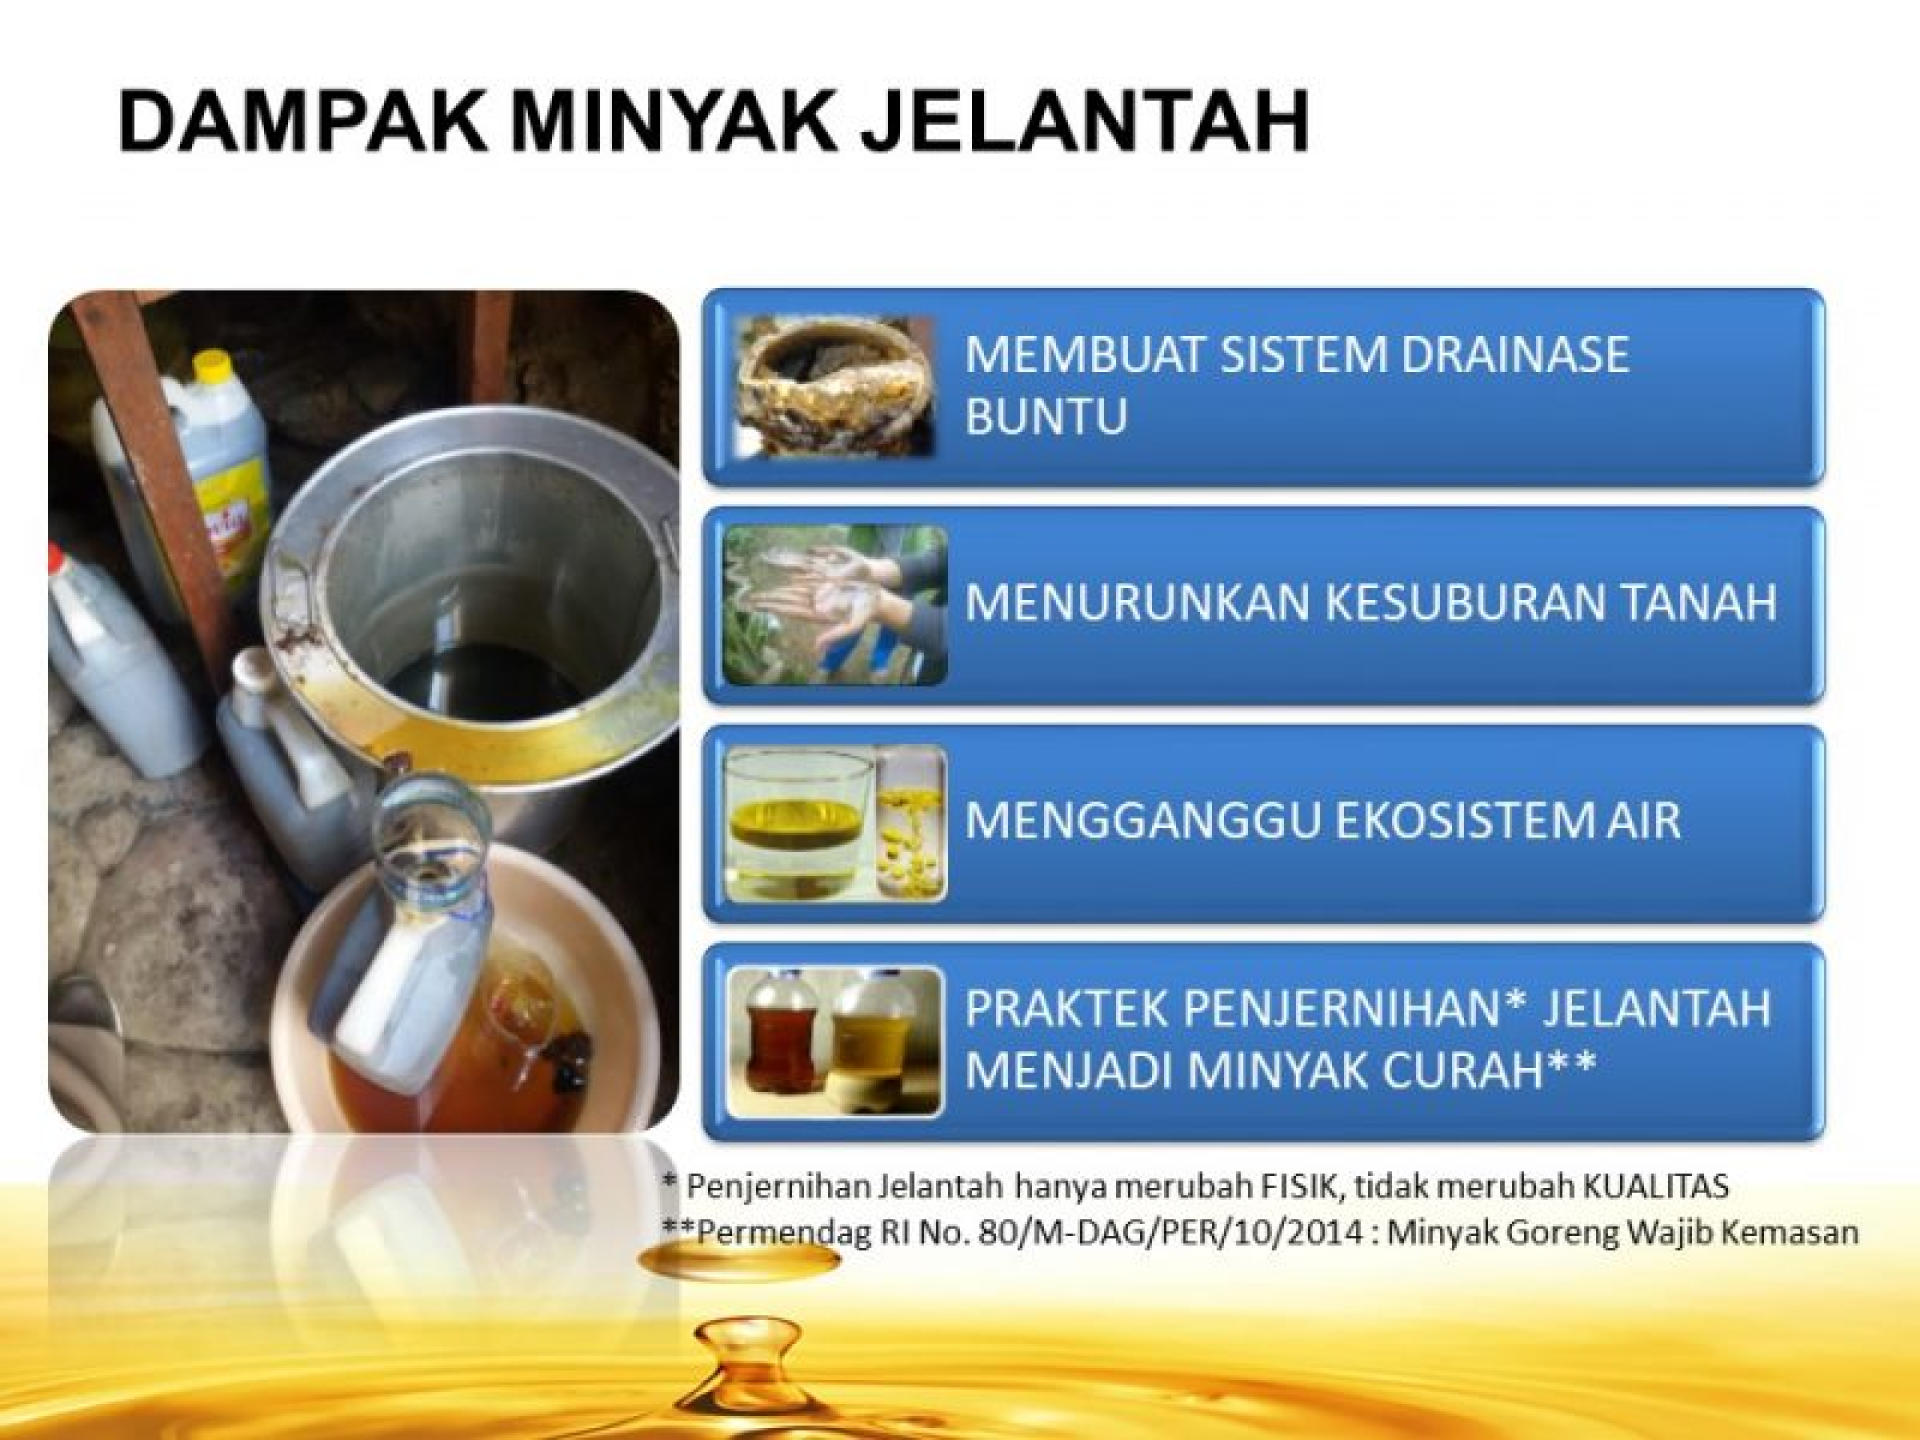 DAMPAK MINYAK JELANTAH
MEMBUAT SISTEM DRAINASE
BUNTU
MENURUNKAN KESUBURAN TANAH
MENGGANGGU EKOSISTEM AIR
PRAKTEK PENJERNIHAN* JELANTAH
MENJADI MINYAK CURAH**
* Penjernihan Jelantah hanya merubah FISIK, tidak merubah KUALITAS
**Permendag RI No. 80/M-DAG/PER/10/2014 : Minyak Goreng Wajib Kemasan